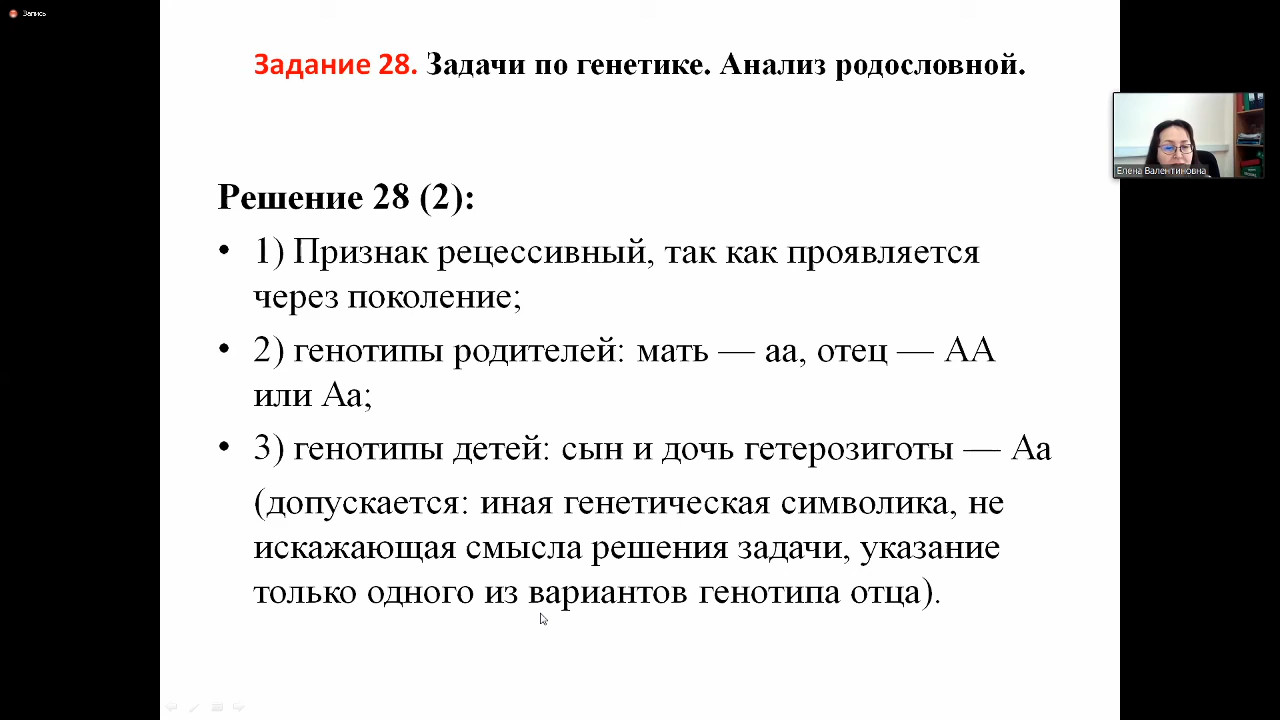 Запись
Задание 28. Задачи по генетике. Анализ родословной.
Елена Валентиновна
Решение 28 (2):
• 1) Признак рецессивный, так как проявляется
через поколение;
• 2) генотипы родителей: мать — аа, отец — АА
или Аа;
• 3) генотипы детей: сын и дочь гетерозиготы — Аа
(допускается: иная генетическая символика, не
искажающая смысла решения задачи, указание
только одного из вариантов генотипа отца).